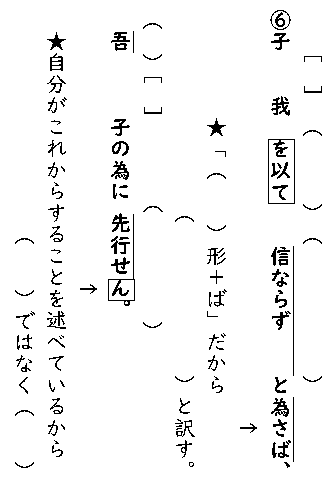 ［　］（　）（　　　）
⑥子　我　を以て　信ならず　と為さば、
↓
★「（　　）形＋ば」だから
（　　　　　　）と訳す。
（　）［　］（　　　　）
吾　子の為に　先行せん。
↓
★自分がこれからすることを述べているから
（　　）ではなく（　　）